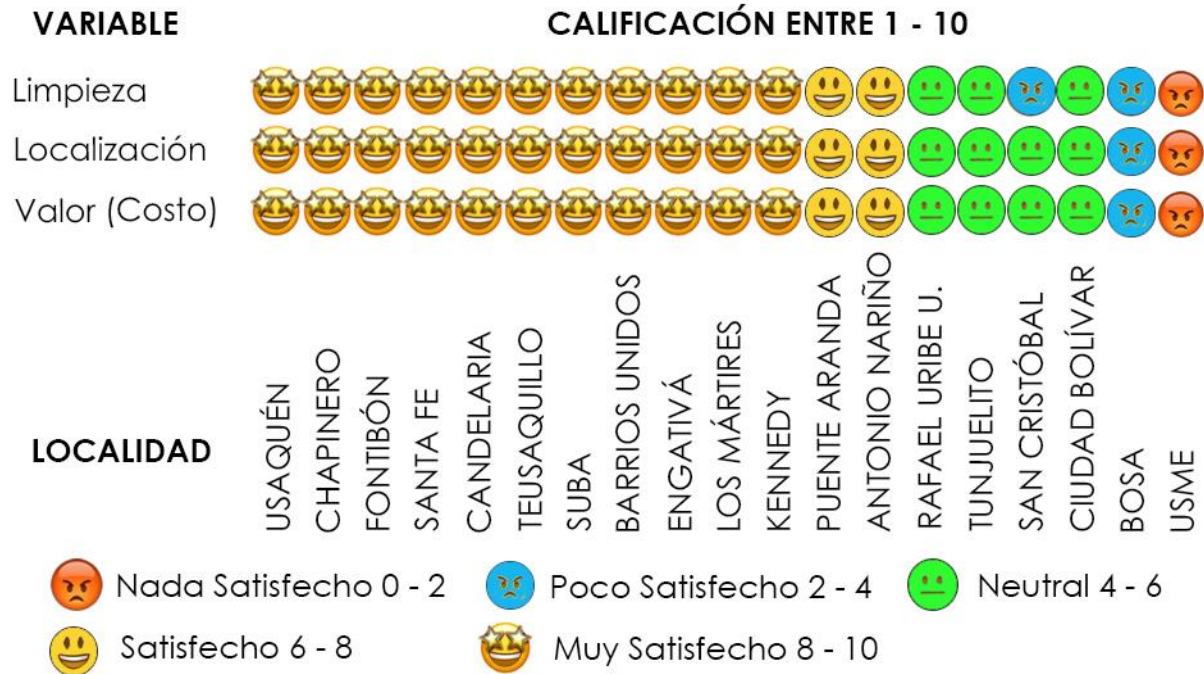 VARIABLE CALIFICACIÓN ENTRE 1 - 10
Limpieza
Localización
Valor (Costo)
LOCALIDAD
USAQUÉN
CHAPINERO
FONTIBÓN
SANTA FE
CANDELARIA
TEUSAQUILLO
SUBA
BARRIOS UNIDOS
ENGATIVÁ
LOS MÁRTIRES
KENNEDY
PUENTE ARANDA
ANTONIO NARIÑO
RAFAEL URIBE U.
TUNJUELITO
SAN CRISTÓBAL
CIUDAD BOLÍVAR
BOSA
USME
Nada Satisfecho 0 - 2 Poco Satisfecho 2 - 4 Neutral 4 - 6
Satisfecho 6 - 8 Muy Satisfecho 8 - 10